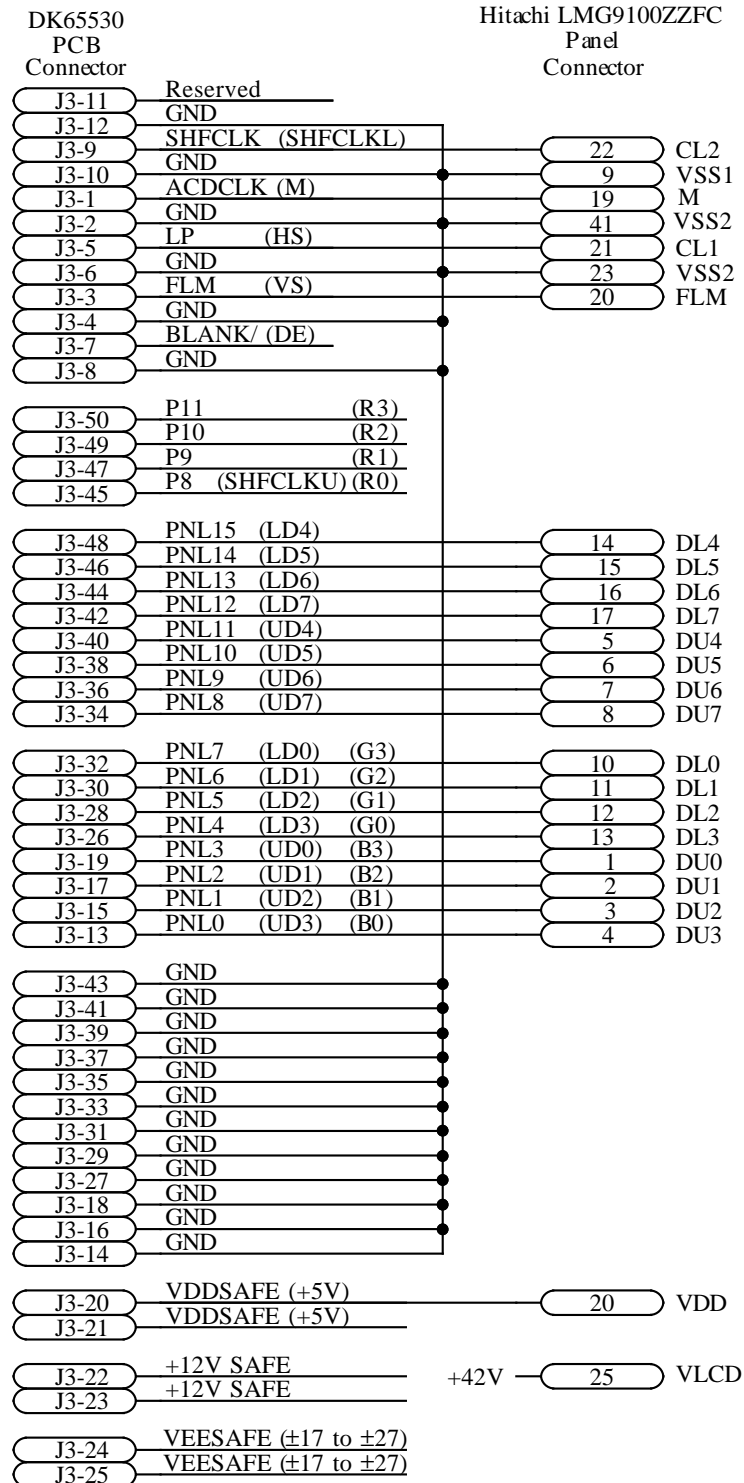 DK65530 Hitachi LMG9100ZZFC
PCB Panel
Connector Connector
J3-11 Reserved
J3-12 GND
J3-9 SHFCLK (SHFCLKL) 22 CL2
J3-10 GND 9 VSS1
J3-1 ACDCLK (M) 19 M
J3-2 GND 41 VSS2
J3-5 LP (HS) 21 CL1
J3-6 GND 23 VSS2
J3-3 FLM (VS) 20 FLM
J3-4 GND
J3-7 BLANK/ (DE)
J3-8 GND
J3-50 P11 (R3)
J3-49 P10 (R2)
J3-47 P9 (R1)
J3-45 P8 (SHFCLKU) (R0)
J3-48 PNL15 (LD4) 14 DL4
J3-46 PNL14 (LD5) 15 DL5
J3-44 PNL13 (LD6) 16 DL6
J3-42 PNL12 (LD7) 17 DL7
J3-40 PNL11 (UD4) 5 DU4
J3-38 PNL10 (UD5) 6 DU5
J3-36 PNL9 (UD6) 7 DU6
J3-34 PNL8 (UD7) 8 DU7
J3-32 PNL7 (LD0) (G3) 10 DL0
J3-30 PNL6 (LD1) (G2) 11 DL1
J3-28 PNL5 (LD2) (G1) 12 DL2
J3-26 PNL4 (LD3) (G0) 13 DL3
J3-19 PNL3 (UD0) (B3) 1 DU0
J3-17 PNL2 (UD1) (B2) 2 DU1
J3-15 PNL1 (UD2) (B1) 3 DU2
J3-13 PNL0 (UD3) (B0) 4 DU3
J3-43 GND
J3-41 GND
J3-39 GND
J3-37 GND
J3-35 GND
J3-33 GND
J3-31 GND
J3-29 GND
J3-27 GND
J3-18 GND
J3-16 GND
J3-14 GND
J3-20 VDDSAFE (+5V) 20 VDD
J3-21 VDDSAFE (+5V)
J3-22 +12V SAFE +42V 25 VLCD
J3-23 +12V SAFE
J3-24 VEESAFE (±17 to ±27)
J3-25 VEESAFE (±17 to ±27)